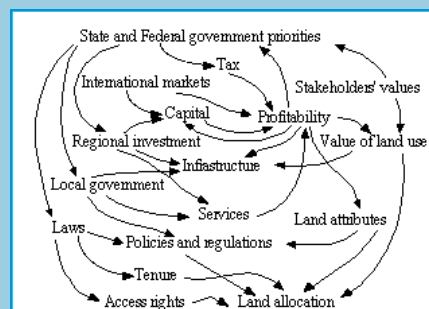 State and Federal government priorities
Tax
International markets
Stakeholders' values
Capital
Profitability
Regional investment
Value of land use
Infrastructure
Local government
Services
Land attributes
Laws
Policies and regulations
Tenure
Access rights
Land allocation